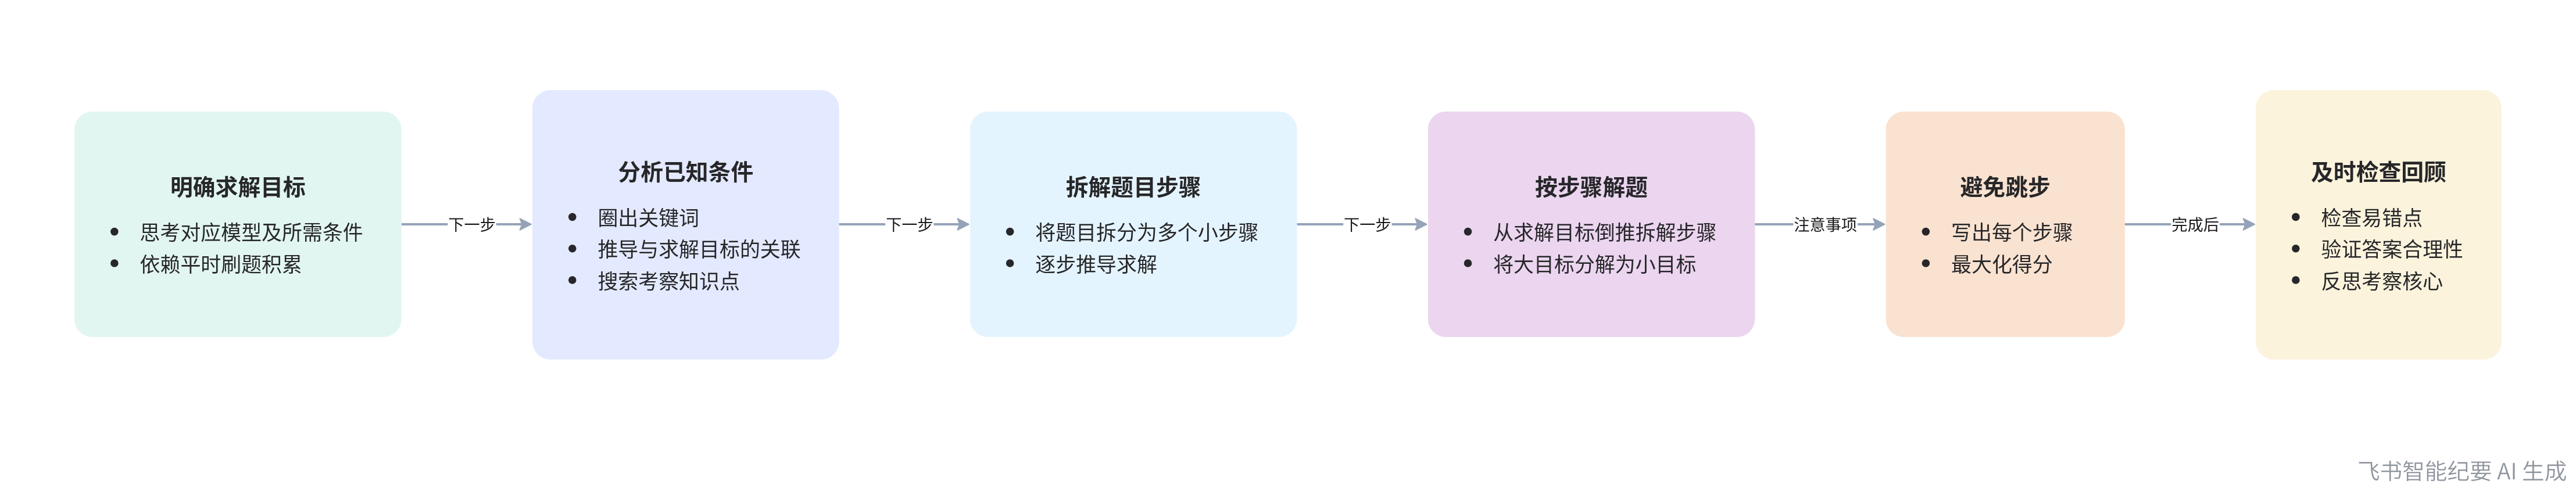 明确求解目标
思考对应模型及所需条件
依赖平时刷题积累
下一步
分析已知条件
圈出关键词
推导与求解目标的关联
搜索考察知识点
下一步
拆解题目步骤
将题目拆分为多个小步骤
逐步推导求解
下一步
按步骤解题
从求解目标倒推拆解步骤
将大目标分解为小目标
注意事项
避免跳步
写出每个步骤
最大化得分
完成后
及时检查回顾
检查易错点
验证答案合理性
反思考察核心
飞书智能纪要 AI 生成